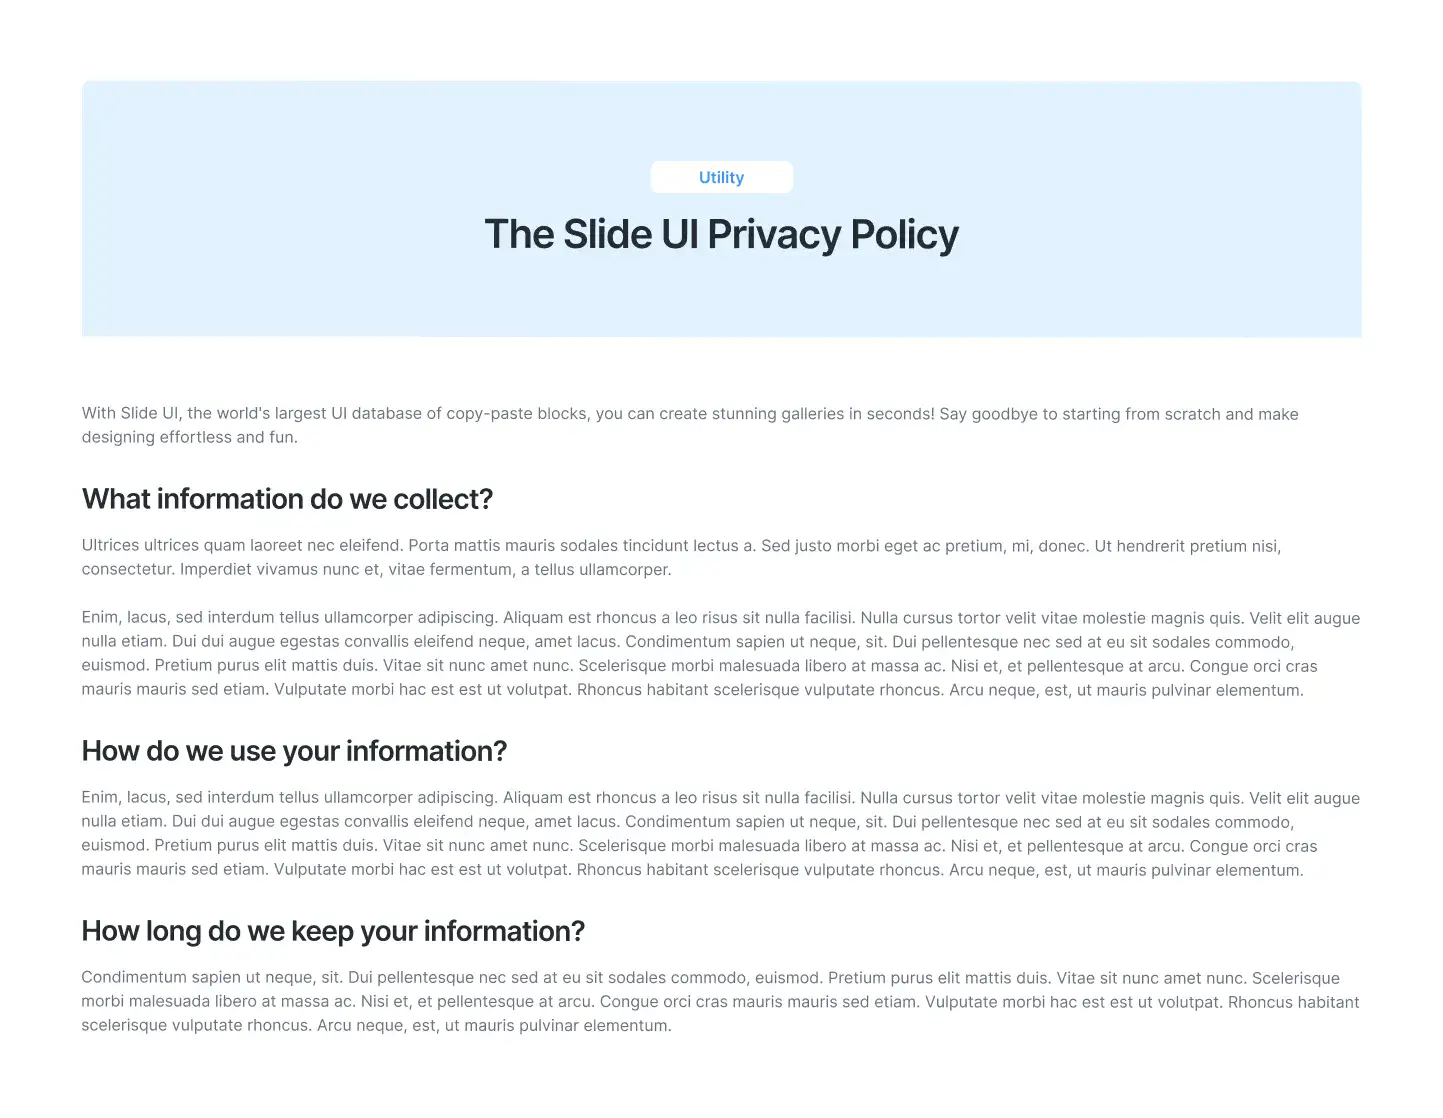 Utility
The Slide UI Privacy Policy
With Slide UI, the world's largest UI database of copy-paste blocks, you can create stunning galleries in seconds! Say goodbye to starting from scratch and make
designing effortless and fun.
What information do we collect?
Ultrices ultrices quam laoreet nec eleifend. Porta mattis mauris sodales tincidunt lectus a. Sed justo morbi eget ac pretium, mi, donec. Ut hendrerit pretium nisi,
consectetur. Imperdiet vivamus nunc et, vitae fermentum, a tellus ullamcorper.
Enim, lacus, sed interdum tellus ullamcorper adipiscing. Aliquam est rhoncus a leo risus sit nulla facilisi. Nulla cursus tortor velit vitae molestie magnis quis. Velit elit augue
nulla etiam. Dui dui augue egestas convallis eleifend neque, amet lacus. Condimentum sapien ut neque, sit. Dui pellentesque nec sed at eu sit sodales commodo,
euismod. Pretium purus elit mattis duis. Vitae sit nunc amet nunc. Scelerisque morbi malesuada libero at massa ac. Nisi et, et pellentesque at arcu. Congue orci cras
mauris mauris sed etiam. Vulputate morbi hac est est ut volutpat. Rhoncus habitant scelerisque vulputate rhoncus. Arcu neque, est, ut mauris pulvinar elementum.
How do we use your information?
Enim, lacus, sed interdum tellus ullamcorper adipiscing. Aliquam est rhoncus a leo risus sit nulla facilisi. Nulla cursus tortor velit vitae molestie magnis quis. Velit elit augue
nulla etiam. Dui dui augue egestas convallis eleifend neque, amet lacus. Condimentum sapien ut neque, sit. Dui pellentesque nec sed at eu sit sodales commodo,
euismod. Pretium purus elit mattis duis. Vitae sit nunc amet nunc. Scelerisque morbi malesuada libero at massa ac. Nisi et, et pellentesque at arcu. Congue orci cras
mauris mauris sed etiam. Vulputate morbi hac est est ut volutpat. Rhoncus habitant scelerisque vulputate rhoncus. Arcu neque, est, ut mauris pulvinar elementum.
How long do we keep your information?
Condimentum sapien ut neque, sit. Dui pellentesque nec sed at eu sit sodales commodo, euismod. Pretium purus elit mattis duis. Vitae sit nunc amet nunc. Scelerisque
morbi malesuada libero at massa ac. Nisi et, et pellentesque at arcu. Congue orci cras mauris mauris sed etiam. Vulputate morbi hac est est ut volutpat. Rhoncus habitant
scelerisque vulputate rhoncus. Arcu neque, est, ut mauris pulvinar elementum.